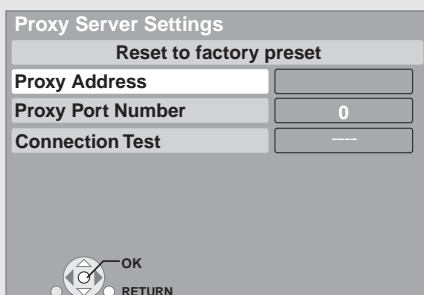 Proxy Server Settings
Reset to factory preset
Proxy Address
Proxy Port Number 0
Connection Test ----
OK
RETURN